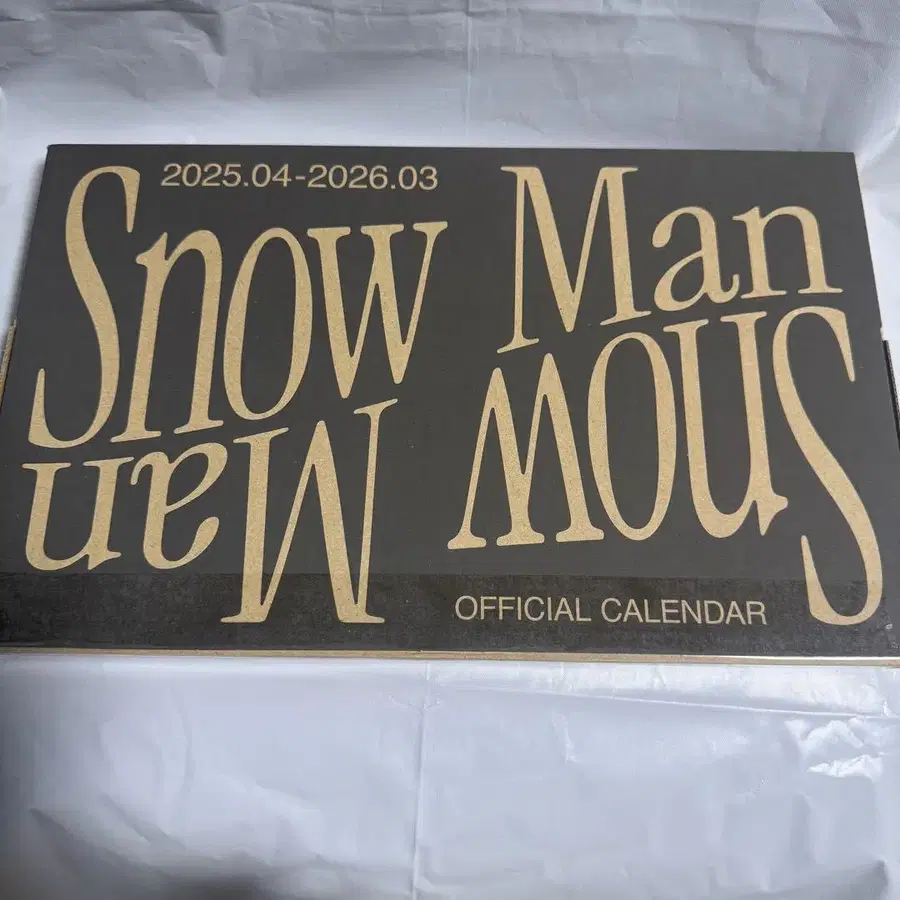 2025.04-2026.03
Snow Man
Snow Man
OFFICIAL CALENDAR